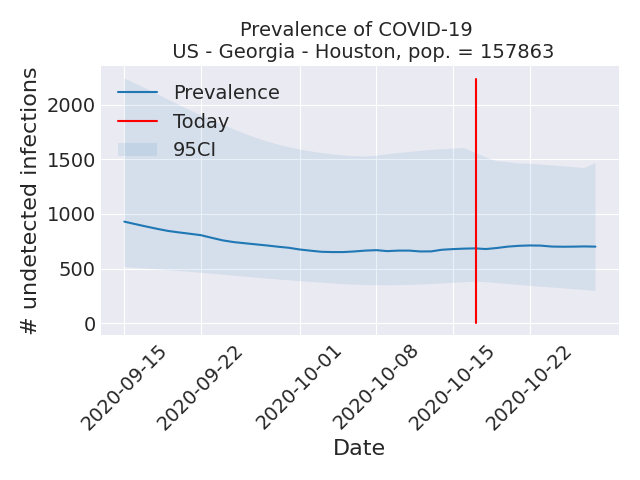 Prevalence of COVID-19
US - Georgia - Houston, pop. = 157863
# undetected infections
2000
1500
1000
500
0
Prevalence
Today
95CI
2020-09-15
2020-09-22
2020-10-01
2020-10-08
2020-10-15
2020-10-22
Date